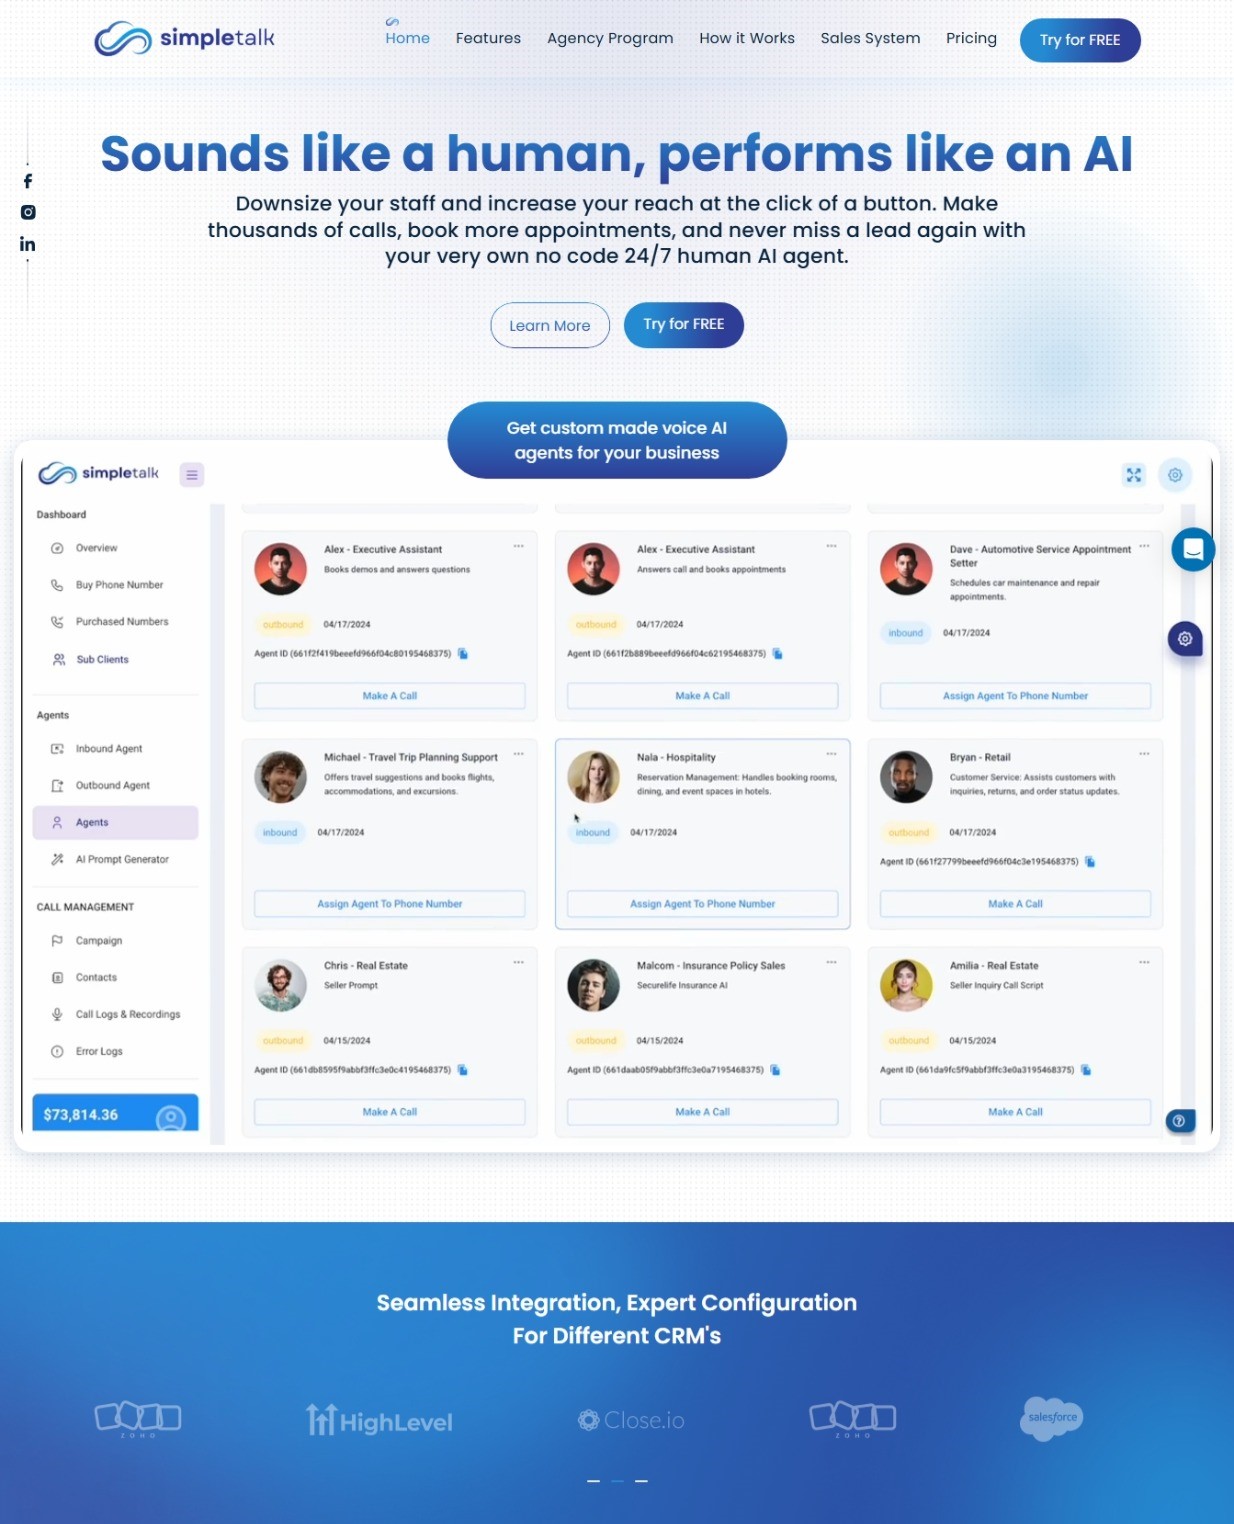 simpletalk
Home
Features
Agency Program
How it Works
Sales System
Pricing
Try for FREE
Sounds like a human, performs like an AI
Downsize your staff and increase your reach at the click of a button. Make
thousands of calls, book more appointments, and never miss a lead again with
your very own no code 24/7 human AI agent.
Learn More
Try for FREE
Get custom made voice AI
agents for your business
simpletalk
Dashboard
Overview
Buy Phone Number
Purchased Numbers
Sub Clients
Agents
Inbound Agent
Outbound Agent
Agents
AI Prompt Generator
CALL MANAGEMENT
Campaign
Contacts
Call Logs & Recordings
Error Logs
$73,814.36
Alex - Executive Assistant
Books demos and answers questions
outbound
04/17/2024
Agent ID (661f2f419beeefd966f04c80195468375)
Make A Call
Alex - Executive Assistant
Answers call and books appointments
outbound
04/17/2024
Agent ID (661f2b889beeefd966f04c62195468375)
Make A Call
Dave - Automotive Service Appointment
Setter
Schedules car maintenance and repair
appointments.
inbound
04/17/2024
Assign Agent To Phone Number
Michael - Travel Trip Planning Support
Offers travel suggestions and books flights,
accommodations, and excursions.
inbound
04/17/2024
Assign Agent To Phone Number
Nala - Hospitality
Reservation Management: Handles booking rooms,
dining, and event spaces in hotels.
inbound
04/17/2024
Assign Agent To Phone Number
Bryan - Retail
Customer Service: Assists customers with
inquiries, returns, and order status updates.
outbound
04/17/2024
Agent ID (661f27799beeefd966f04c3e195468375)
Make A Call
Chris - Real Estate
Seller Prompt
outbound
04/15/2024
Agent ID (661db8595f9abbf3ffc3e0c4195468375)
Make A Call
Malcom - Insurance Policy Sales
Securelife Insurance AI
outbound
04/15/2024
Agent ID (661daab05f9abbf3ffc3e0a7195468375)
Make A Call
Amilia - Real Estate
Seller Inquiry Call Script
outbound
04/15/2024
Agent ID (661da9fc5f9abbf3ffc3e0a3195468375)
Make A Call
Seamless Integration, Expert Configuration
For Different CRM's
ZOHO
HighLevel
Close.io
ZOHO
salesforce